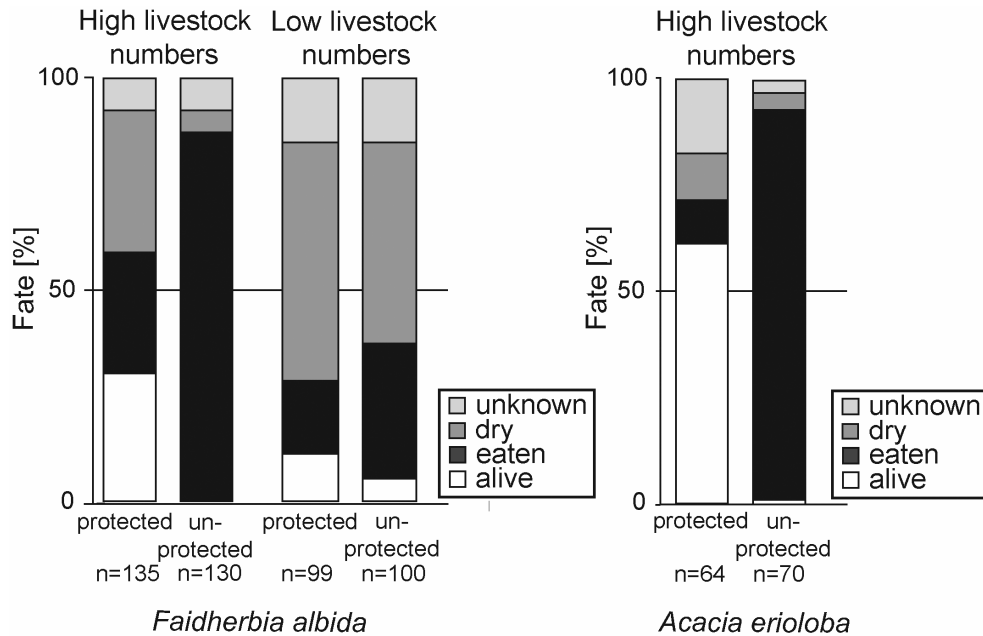 High livestock
numbers
Low livestock
numbers
High livestock
numbers
Fate [%]
100
50
0
unknown
dry
eaten
alive
protected
un-
protected
protected
un-
protected
n=135
n=130
n=99
n=100
Faidherbia albida
Fate [%]
100
50
0
unknown
dry
eaten
alive
protected
un-
protected
n=64
n=70
Acacia erioloba